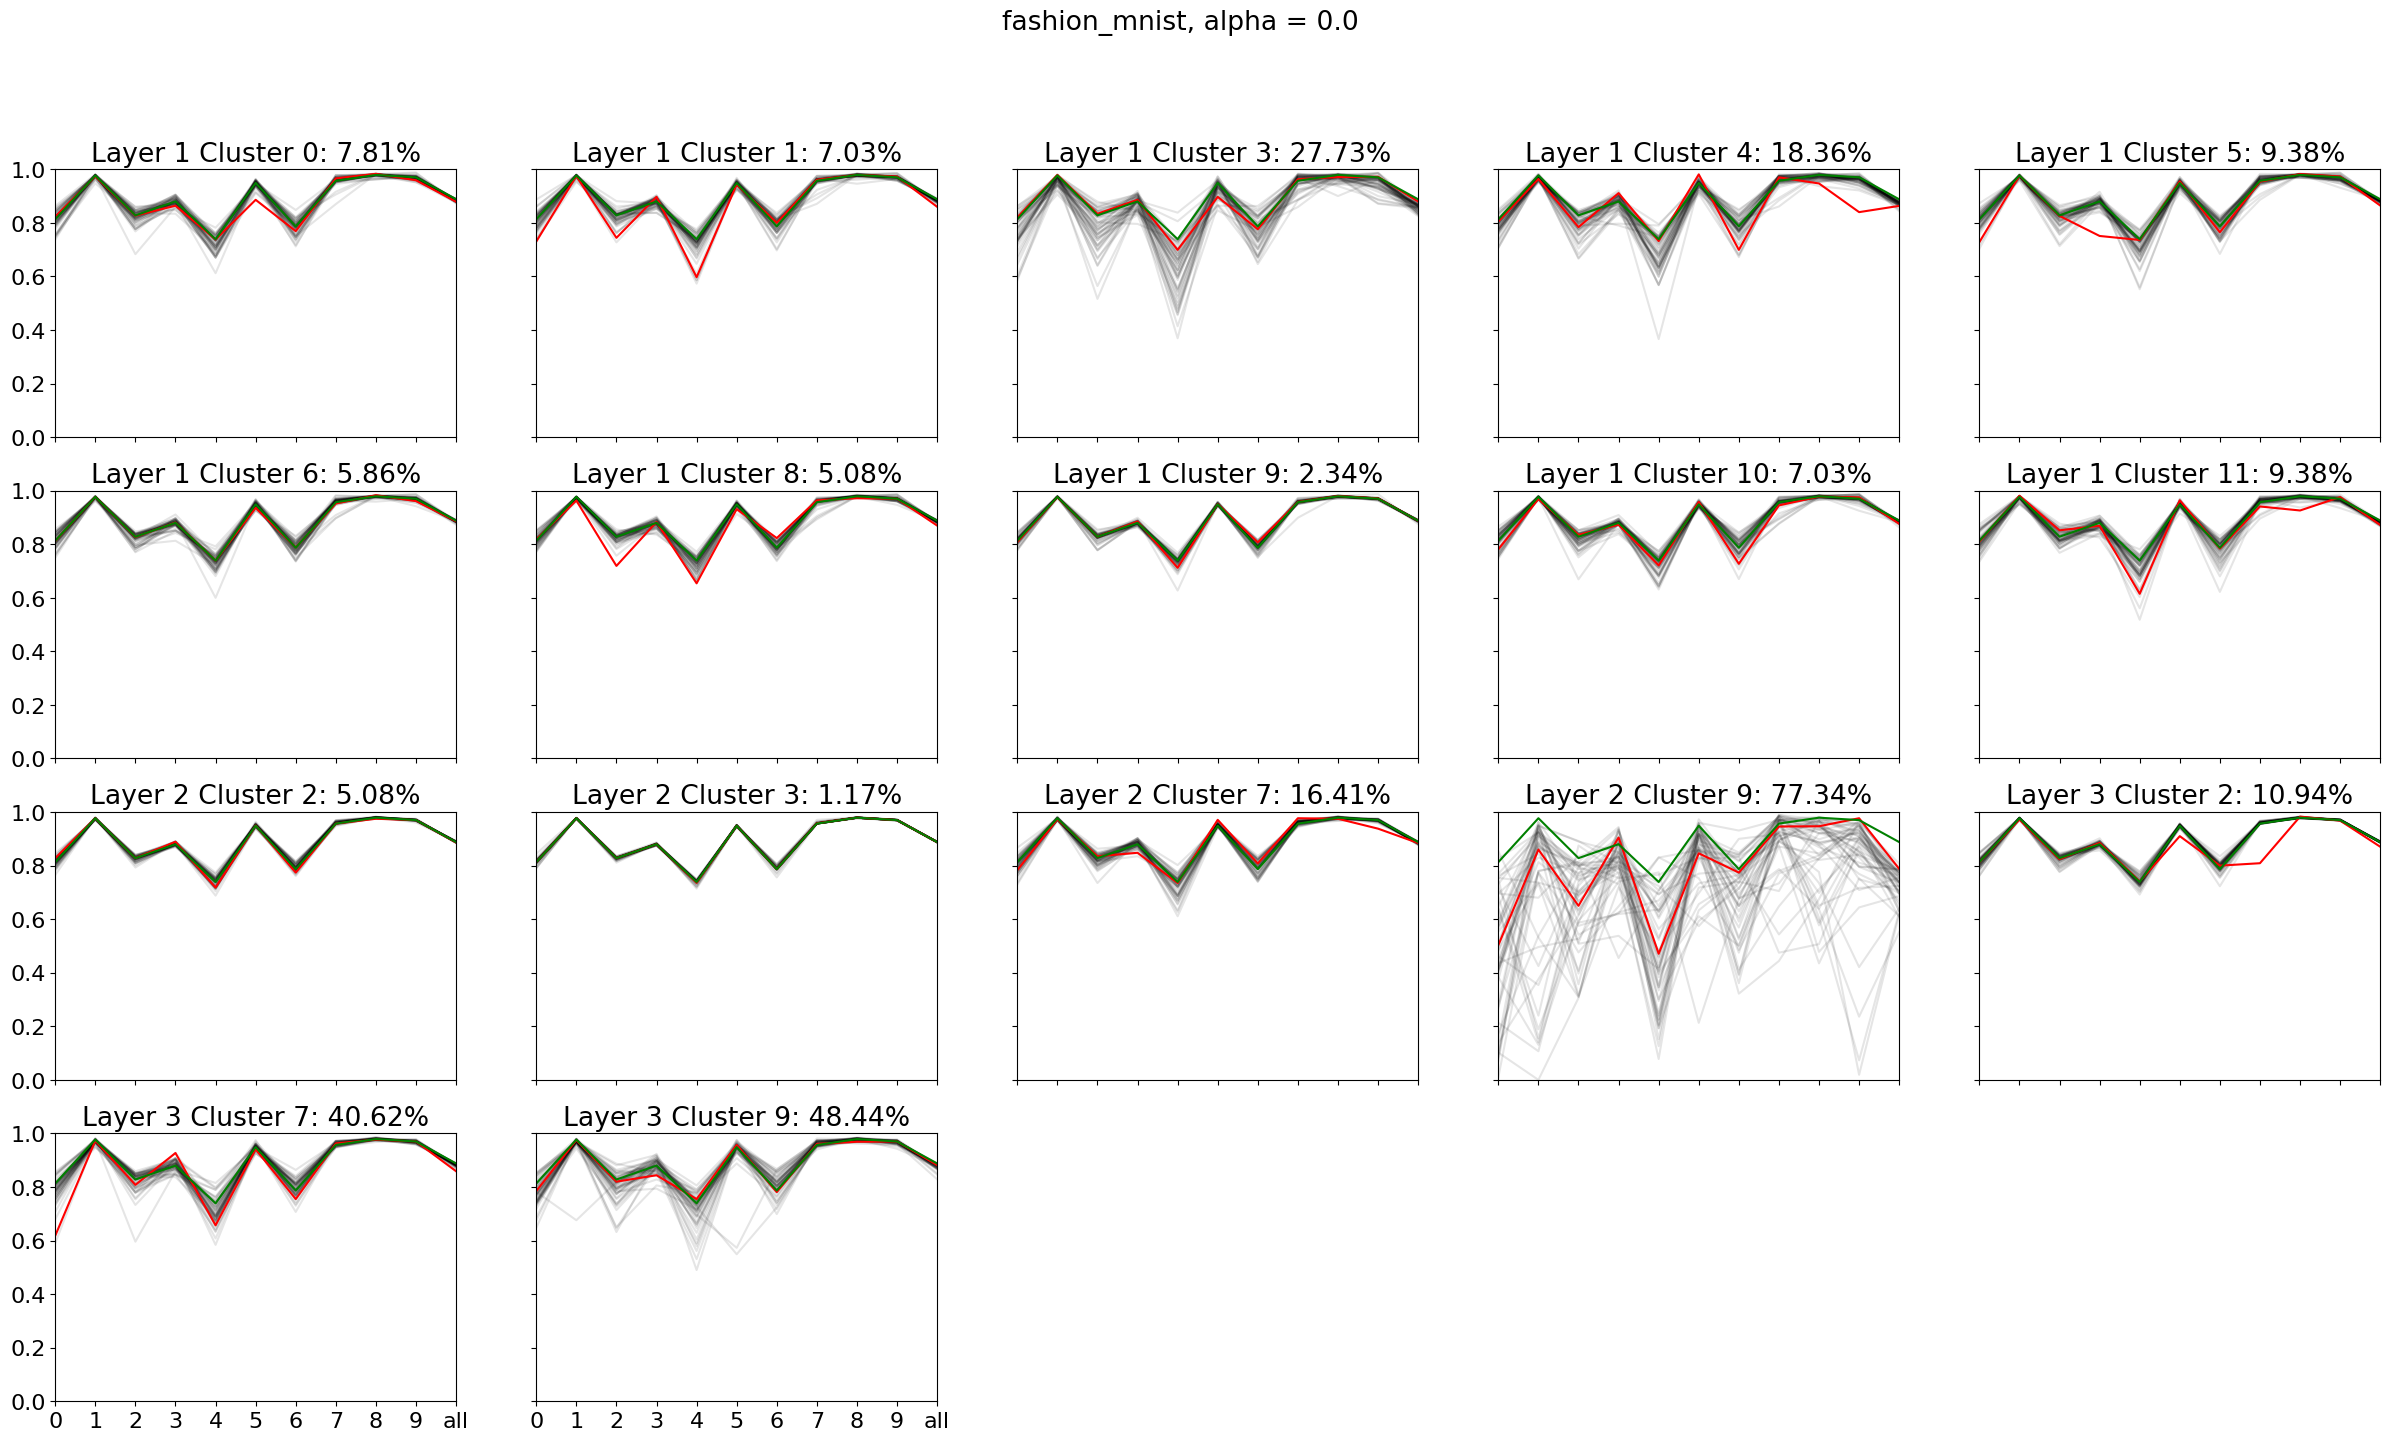 fashion_mnist, alpha = 0.0
Layer 1 Cluster 0: 7.81%
Layer 1 Cluster 1: 7.03%
Layer 1 Cluster 3: 27.73%
Layer 1 Cluster 4: 18.36%
Layer 1 Cluster 5: 9.38%
1.0
0.8
0.6
0.4
0.2
0.0
Layer 1 Cluster 6: 5.86%
Layer 1 Cluster 8: 5.08%
Layer 1 Cluster 9: 2.34%
Layer 1 Cluster 10: 7.03%
Layer 1 Cluster 11: 9.38%
1.0
0.8
0.6
0.4
0.2
0.0
Layer 2 Cluster 2: 5.08%
Layer 2 Cluster 3: 1.17%
Layer 2 Cluster 7: 16.41%
Layer 2 Cluster 9: 77.34%
Layer 3 Cluster 2: 10.94%
1.0
0.8
0.6
0.4
0.2
0.0
Layer 3 Cluster 7: 40.62%
Layer 3 Cluster 9: 48.44%
1.0
0.8
0.6
0.4
0.2
0.0
0 1 2 3 4 5 6 7 8 9 all
0 1 2 3 4 5 6 7 8 9 all